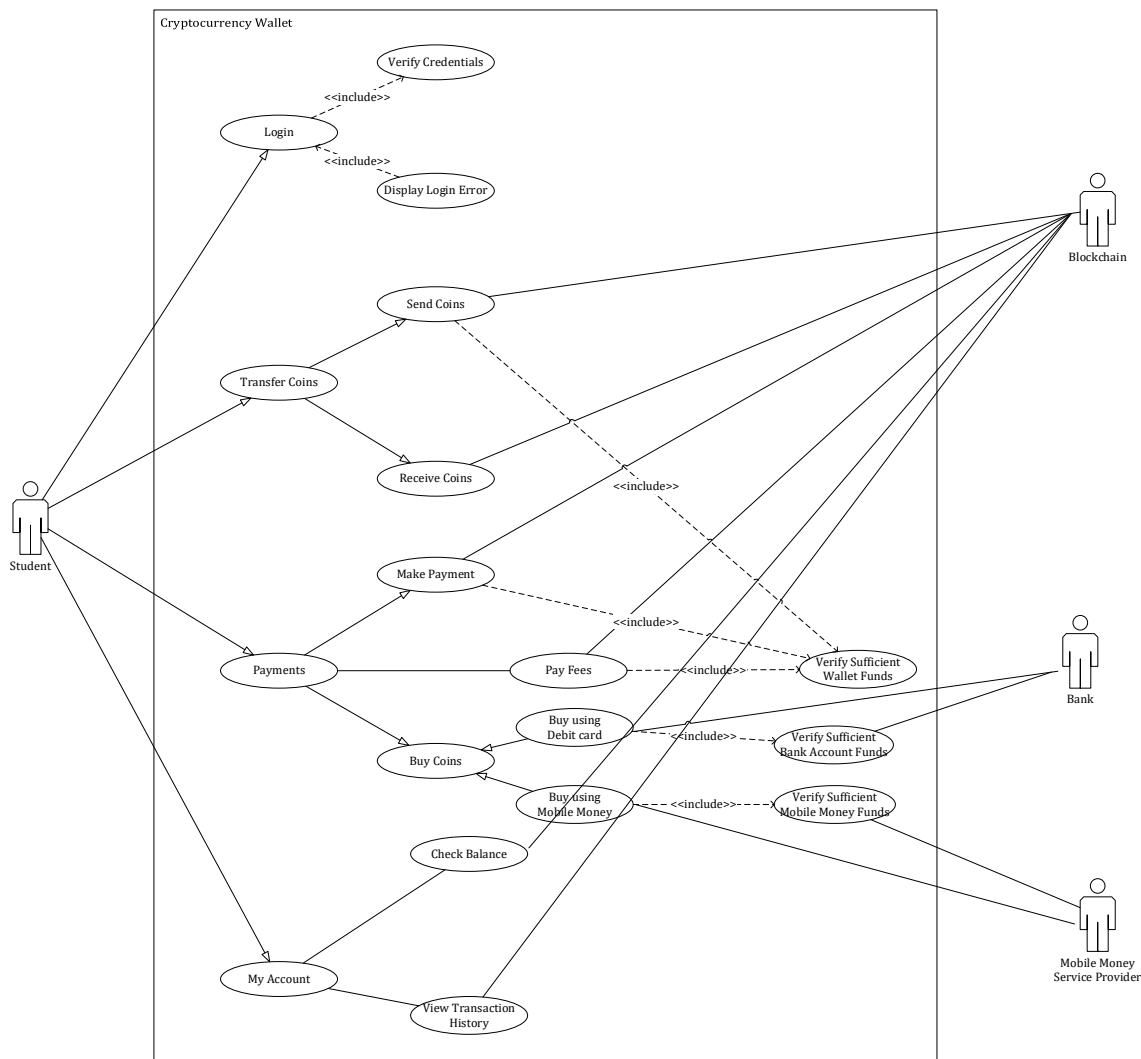 Cryptocurrency Wallet
Verify Credentials
<<include>>
Login
<<include>>
Display Login Error
Blockchain
Send Coins
Transfer Coins
Receive Coins
<<include>>
Student
Make Payment
<<include>>
Payments
Pay Fees
<<include>>
Verify Sufficient
Wallet Funds
Bank
Buy using
Debit card
<<include>>
Verify Sufficient
Bank Account Funds
Buy Coins
Buy using
Mobile Money
<<include>>
Verify Sufficient
Mobile Money Funds
Check Balance
Mobile Money
Service Provider
My Account
View Transaction
History